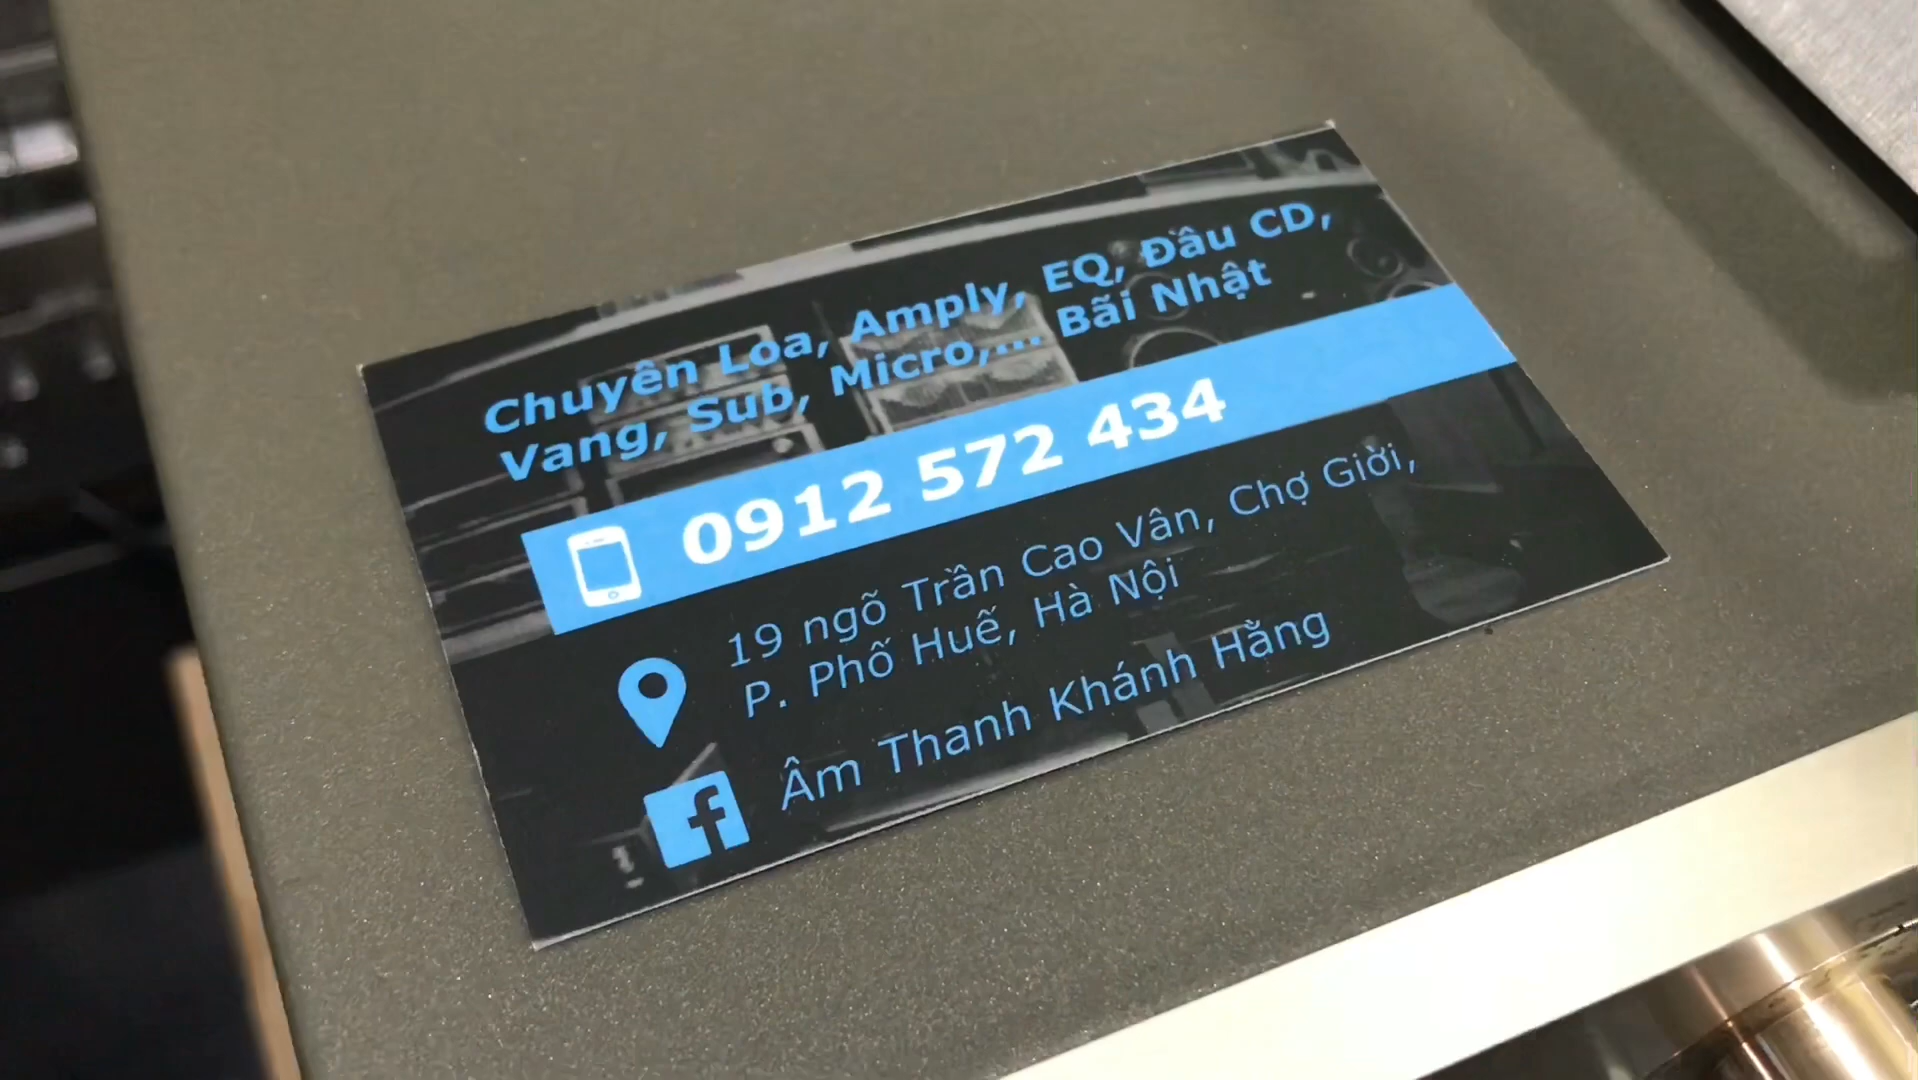 Chuyên Loa, Amply, EQ, Đầu CD,
Vang, Sub, Micro,... Bãi Nhật
0912 572 434
19 ngõ Trần Cao Vân, Chợ Giời,
P. Phố Huế, Hà Nội
Âm Thanh Khánh Hằng